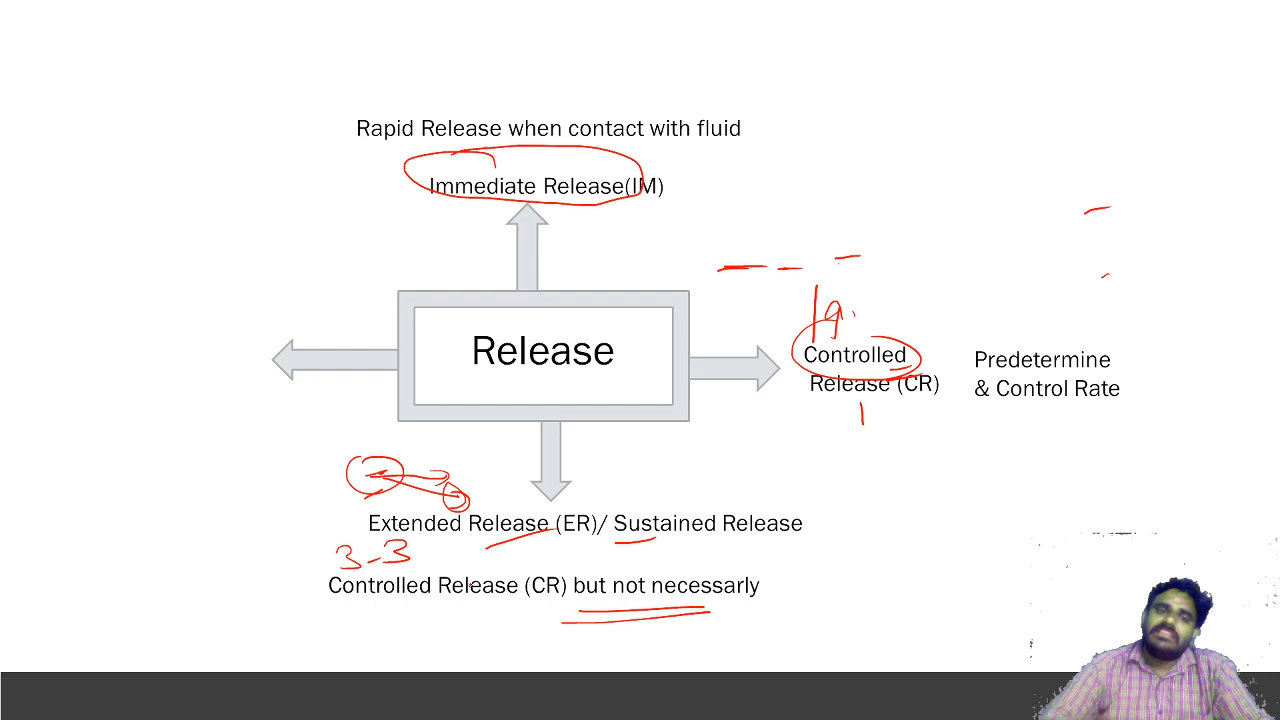 Rapid Release when contact with fluid
Immediate Release(IM)
Release
Controlled
Release (CR)
Predetermine
& Control Rate
Extended Release (ER)/ Sustained Release
3-3
Controlled Release (CR) but not necessarly